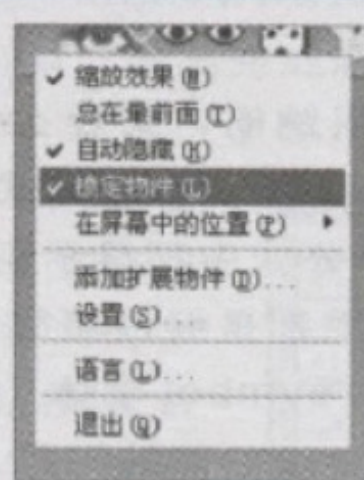 ✓ 缩放效果(M)
总在最前面(T)
✓ 自动隐藏(H)
✓ 锁定物件(L)
在屏幕中的位置(P) ▶
添加扩展物件(D)...
设置(S)...
语言(L)...
退出(Q)